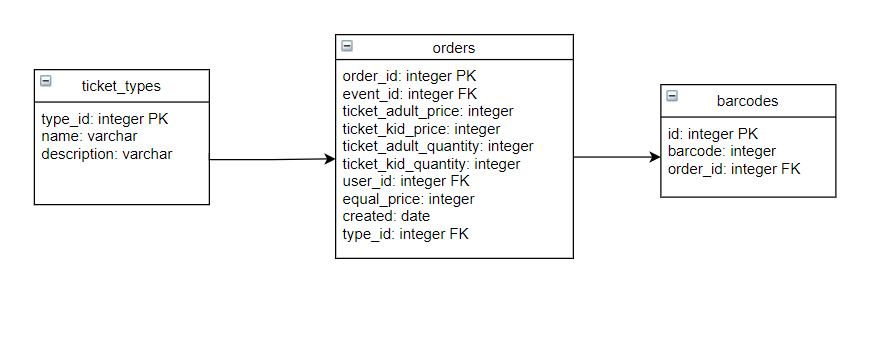 ticket_types
type_id: integer PK
name: varchar
description: varchar
orders
order_id: integer PK
event_id: integer FK
ticket_adult_price: integer
ticket_kid_price: integer
ticket_adult_quantity: integer
ticket_kid_quantity: integer
user_id: integer FK
equal_price: integer
created: date
type_id: integer FK
barcodes
id: integer PK
barcode: integer
order_id: integer FK